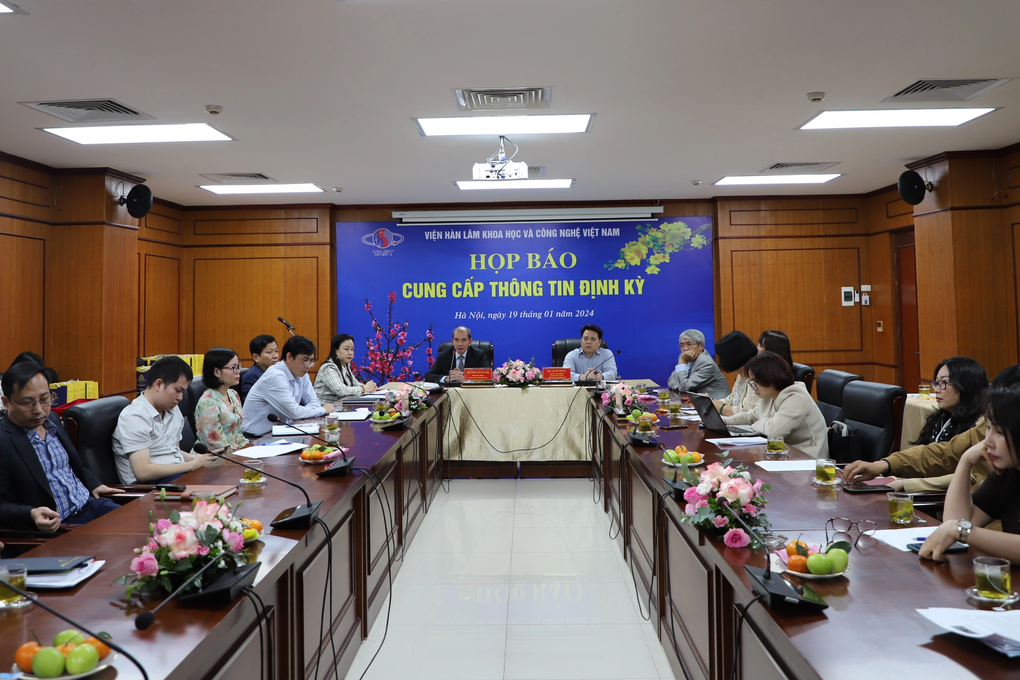 VIỆN HÀN LÂM KHOA HỌC VÀ CÔNG NGHỆ VIỆT NAM
VAST
HỌP BÁO
CUNG CẤP THÔNG TIN ĐỊNH KỲ
Hà Nội, ngày 19 tháng 01 năm 2024